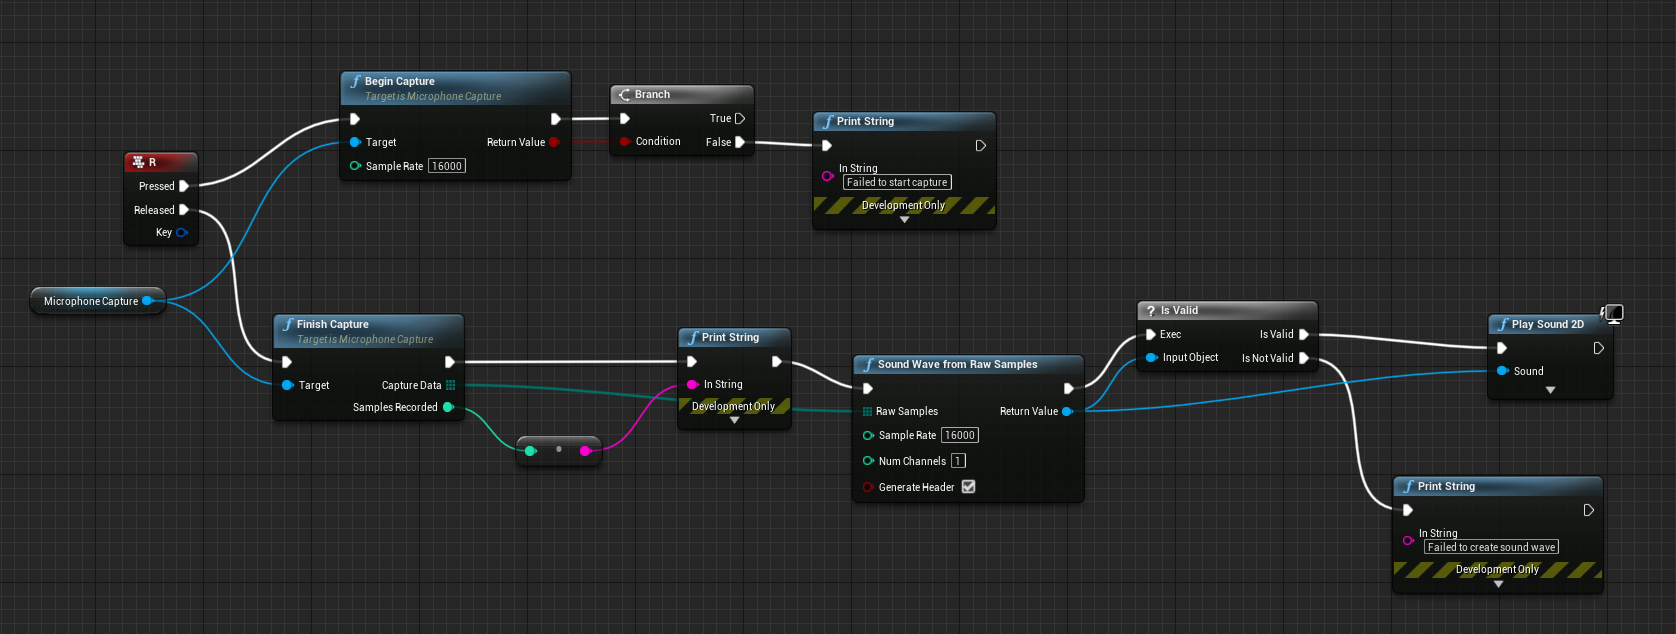 Begin Capture
Target is Microphone Capture
Target
Return Value
Sample Rate 16000
Branch
True
Condition
False
Print String
In String
Failed to start capture
Development Only
R
Pressed
Released
Key
Microphone Capture
Finish Capture
Target is Microphone Capture
Target
Capture Data
Samples Recorded
Print String
In String
Development Only
Sound Wave from Raw Samples
Raw Samples
Return Value
Sample Rate 16000
Num Channels 1
Generate Header
? Is Valid
Exec
Is Valid
Input Object
Is Not Valid
Play Sound 2D
Sound
Print String
In String
Failed to create sound wave
Development Only